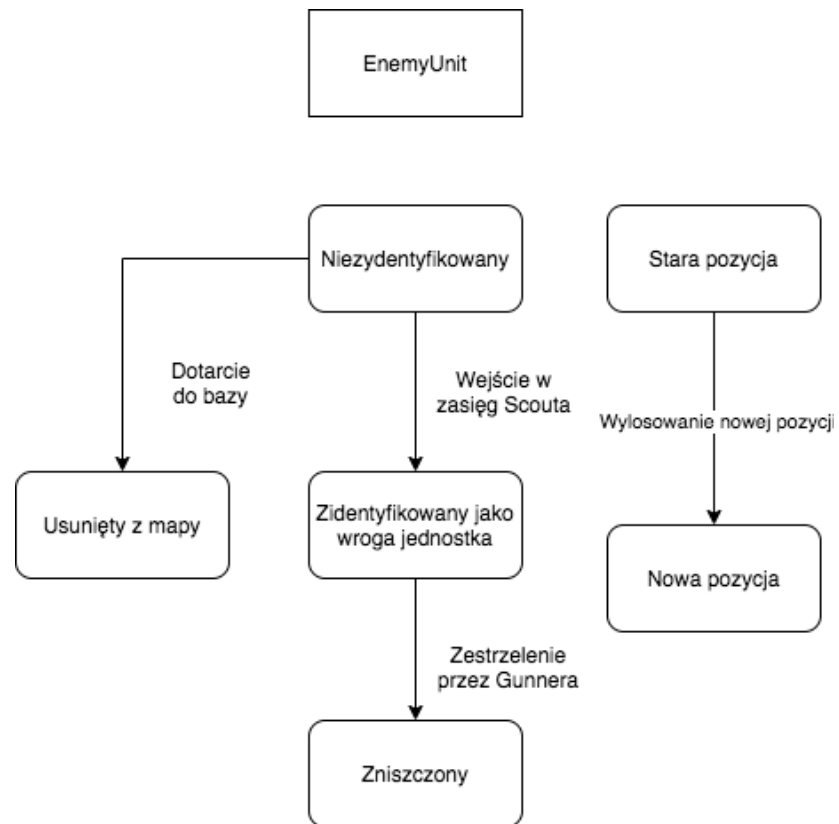 EnemyUnit
Niezydentyfikowany
Stara pozycja
Dotarcie
do bazy
Wejście w
zasięg Scouta
Wylosowanie nowej pozycji
Usunięty z mapy
Zidentyfikowany jako
wroga jednostka
Nowa pozycja
Zestrzelenie
przez Gunnera
Zniszczony